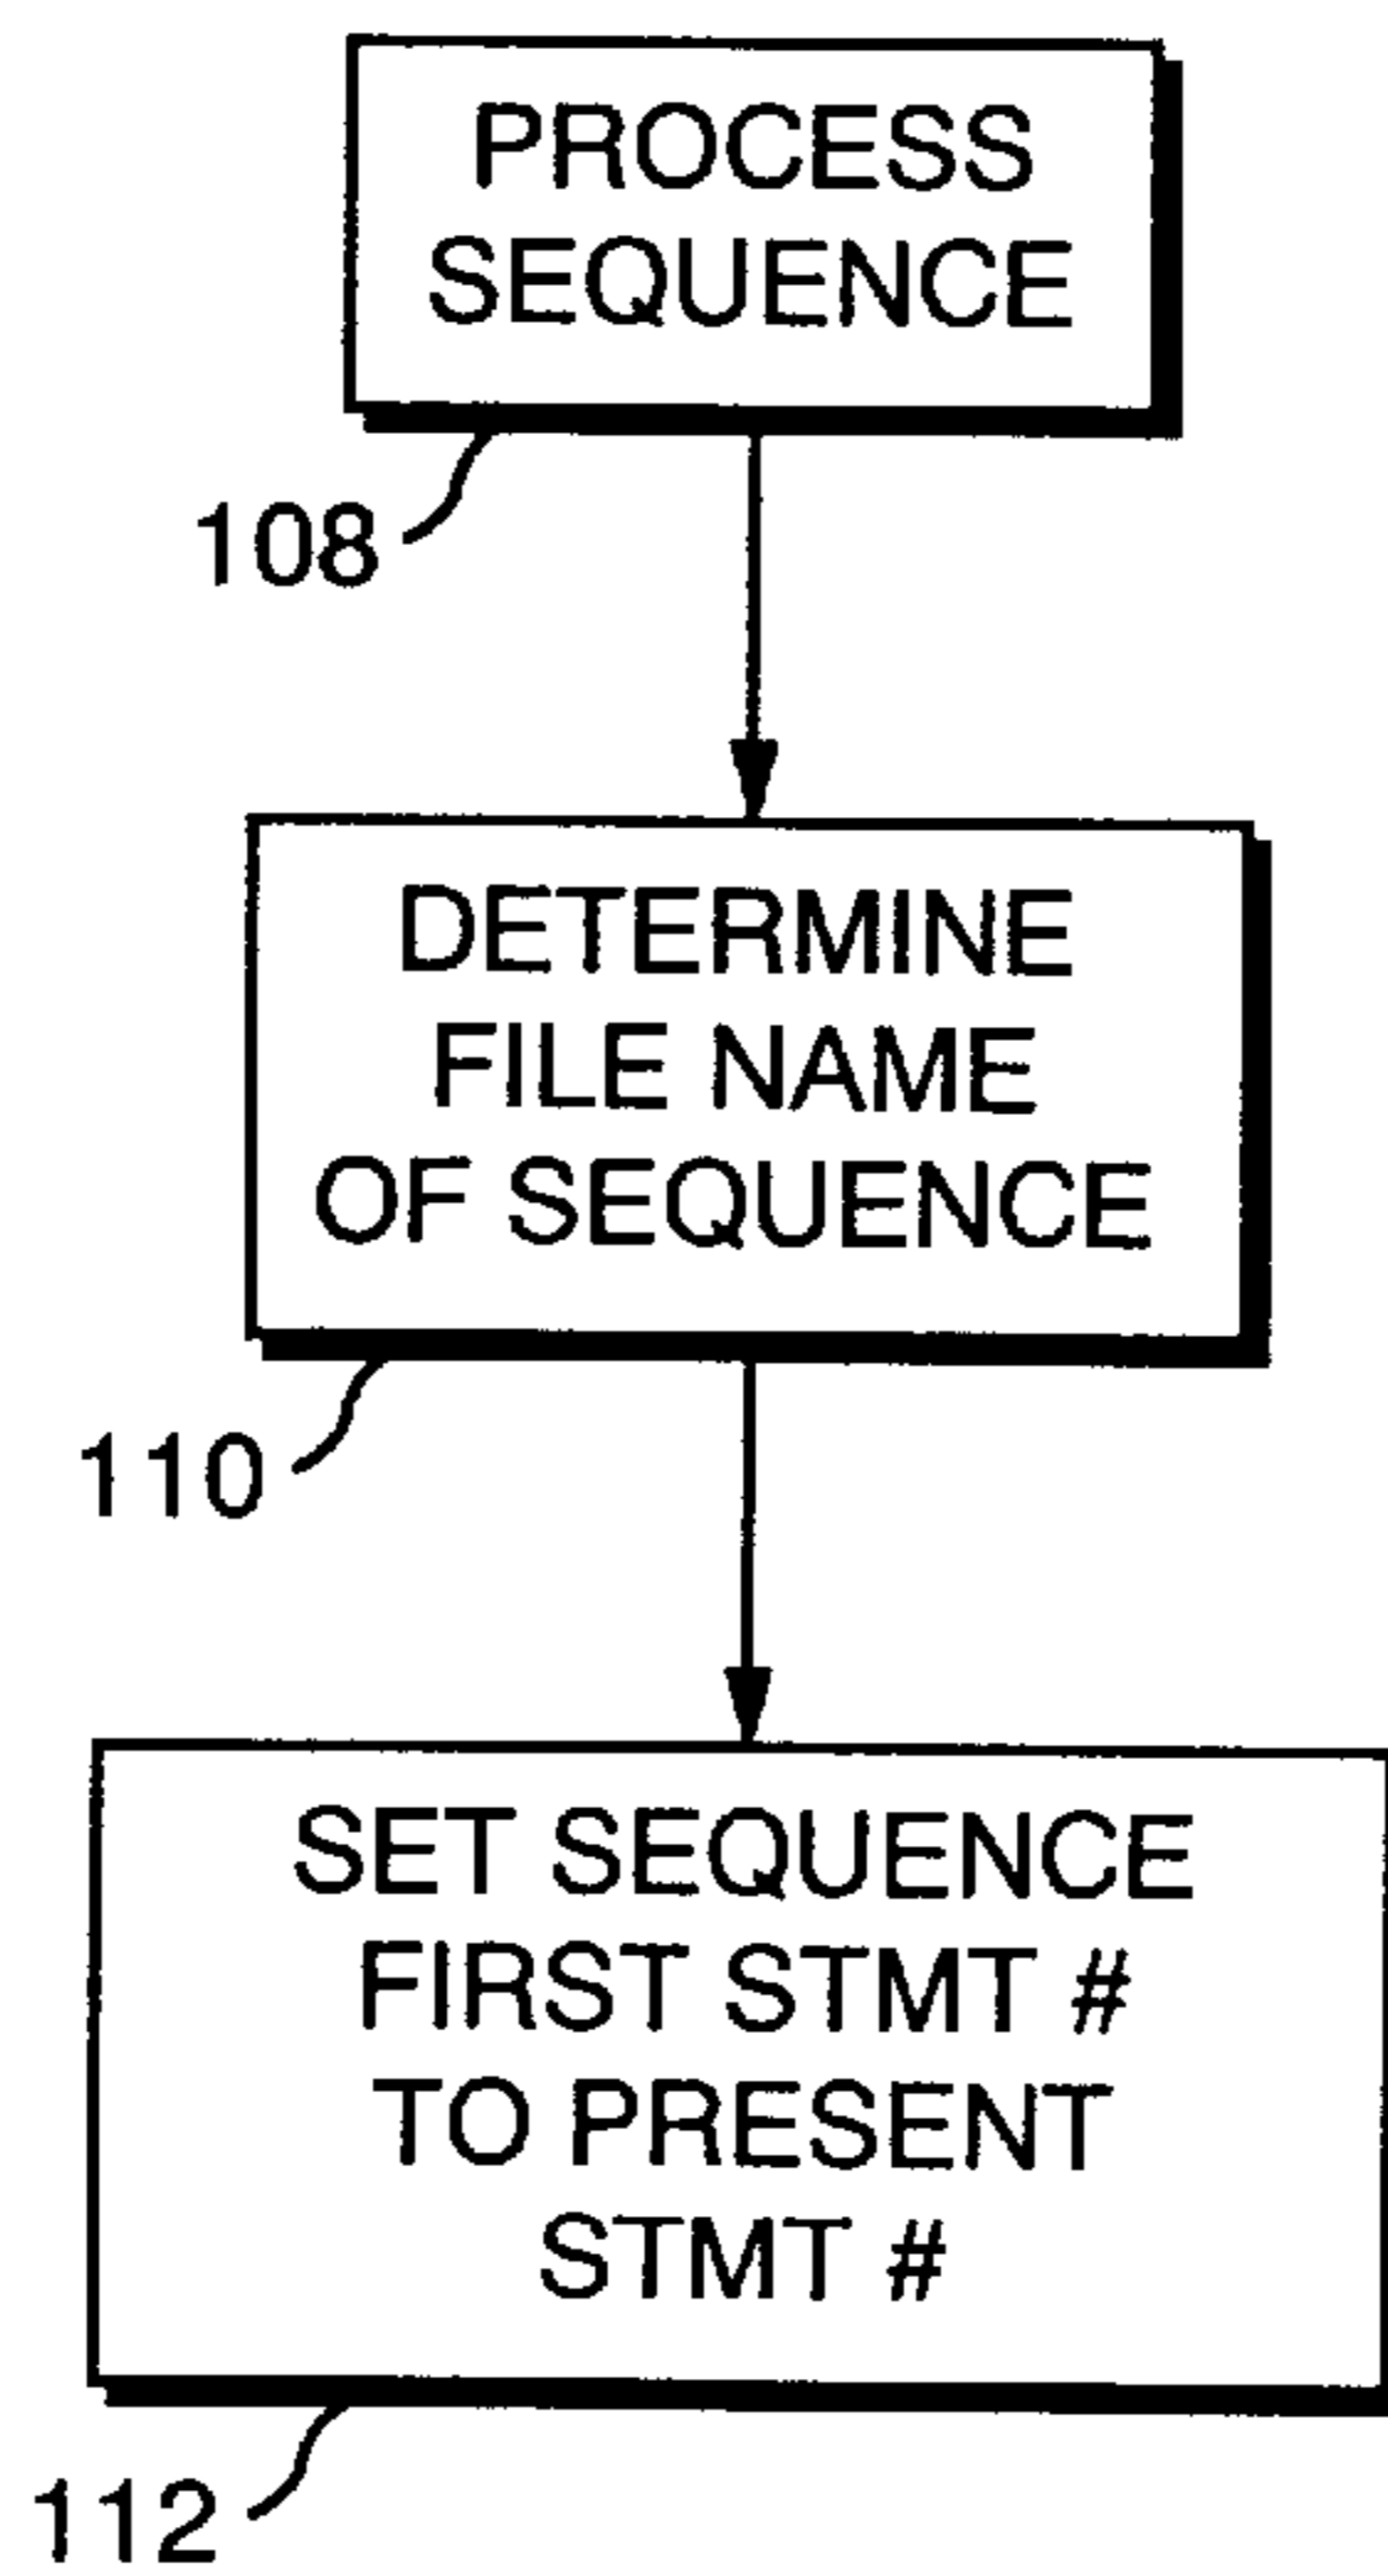 PROCESS
SEQUENCE
108
DETERMINE
FILE NAME
OF SEQUENCE
110
SET SEQUENCE
FIRST STMT #
TO PRESENT
STMT #
112